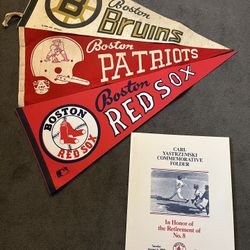 Boston
Bruins
Boston
PATRIOTS
Boston
RED SOX
BOSTON
RED SOX
CARL
YASTRZEMSKI
COMMEMORATIVE
FOLDER
In Honor of
the Retirement of
No. 8